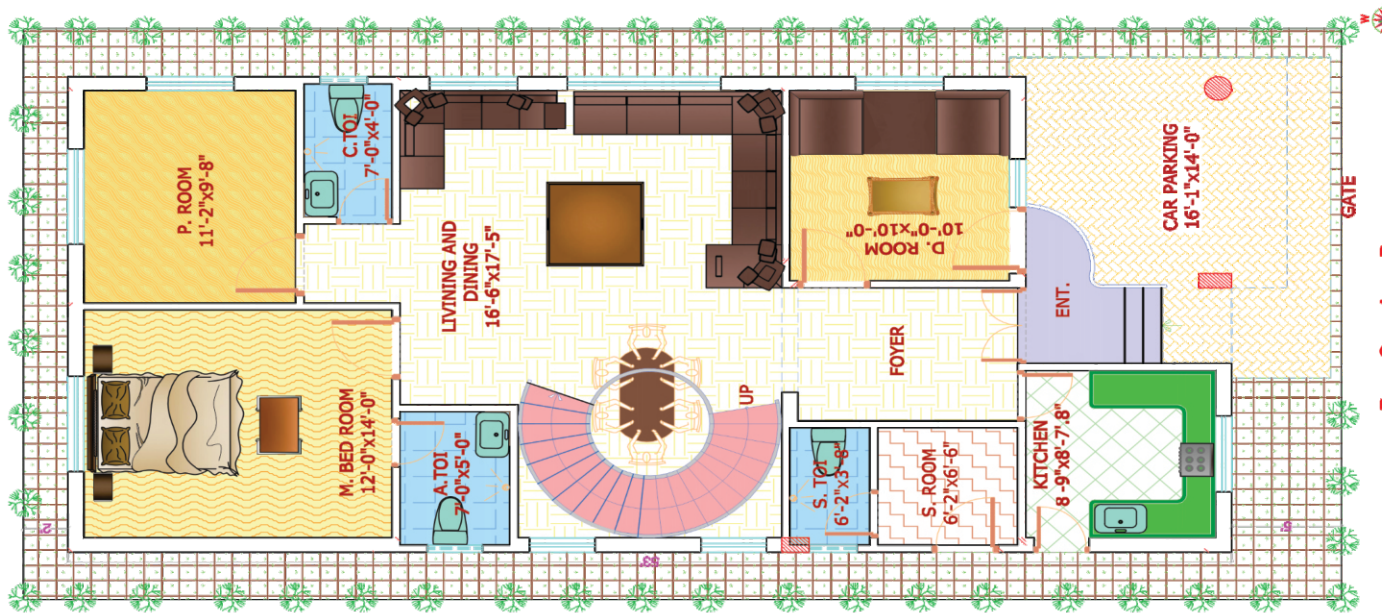 P. ROOM
11'-2"x9'-8"
C.TOI
7'-0"x4'-0"
LIVINING AND
DINING
16'-6"x17'-5"
D. ROOM
10'-0"x10'-0"
CAR PARKING
16'-1"x14'-0"
GATE
W
ENT.
FOYER
UP
M. BED ROOM
12'-0"x14'-0"
A.TOI
7'-0"x5'-0"
S. TOI
6'-2"x3'-8"
S. ROOM
6'-2"x6'-6"
KITCHEN
8'-9"x8'-7'.8"
53'